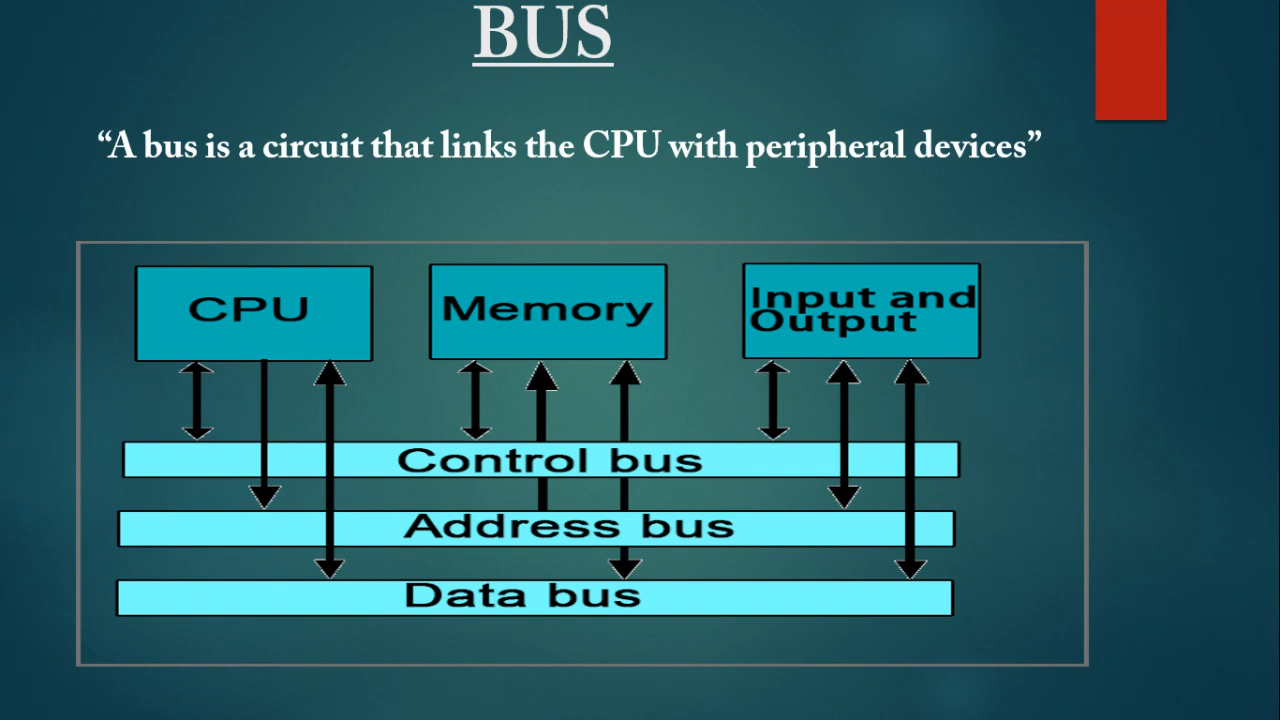 BUS
“A bus is a circuit that links the CPU with peripheral devices”
CPU
Memory
Input and
Output
Control bus
Address bus
Data bus